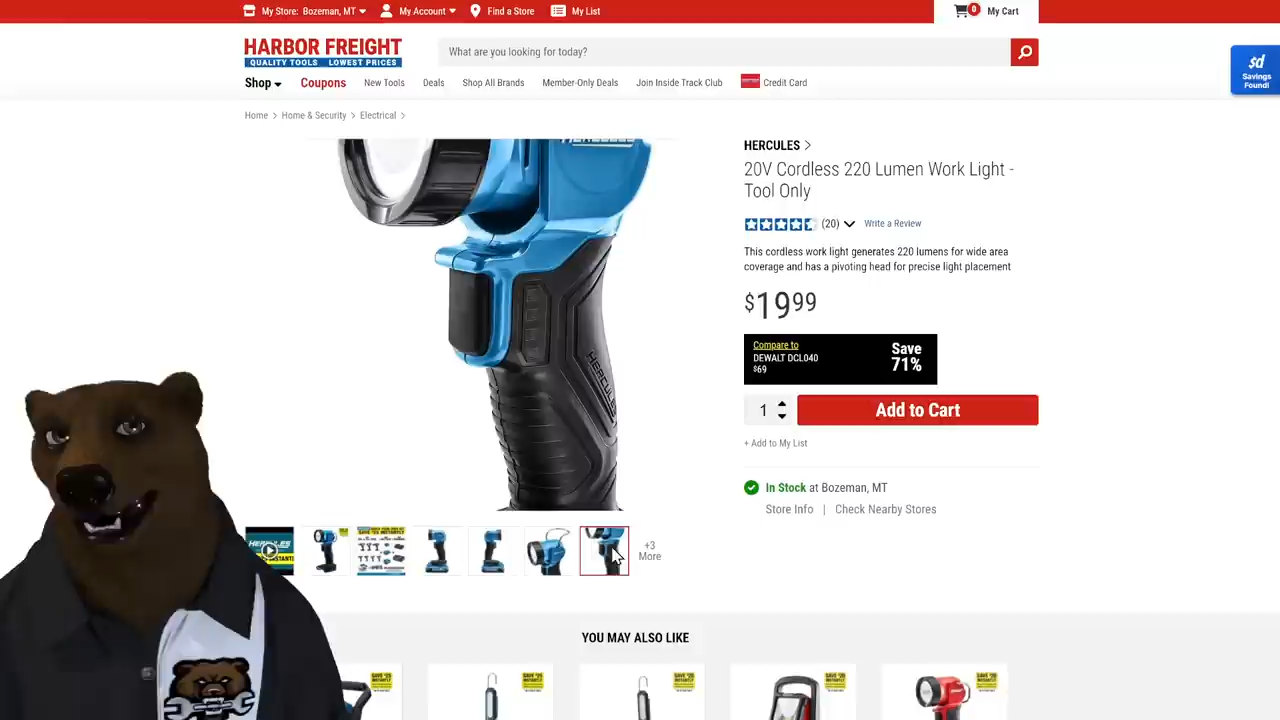 My Store: Bozeman, MT
My Account
Find a Store
My List
0
My Cart
HARBOR FREIGHT
QUALITY TOOLS LOWEST PRICES
What are you looking for today?
sd
Savings
Found!
Shop
Coupons
New Tools
Deals
Shop All Brands
Member-Only Deals
Join Inside Track Club
Credit Card
Home > Home & Security > Electrical >
HERCULES
HERCULES >
20V Cordless 220 Lumen Work Light -
Tool Only
(20)
Write a Review
This cordless work light generates 220 lumens for wide area
coverage and has a pivoting head for precise light placement
$19.99
Compare to
DEWALT DCL040
$69
Save
71%
1
Add to Cart
+ Add to My List
In Stock at Bozeman, MT
Store Info | Check Nearby Stores
+3
More
YOU MAY ALSO LIKE